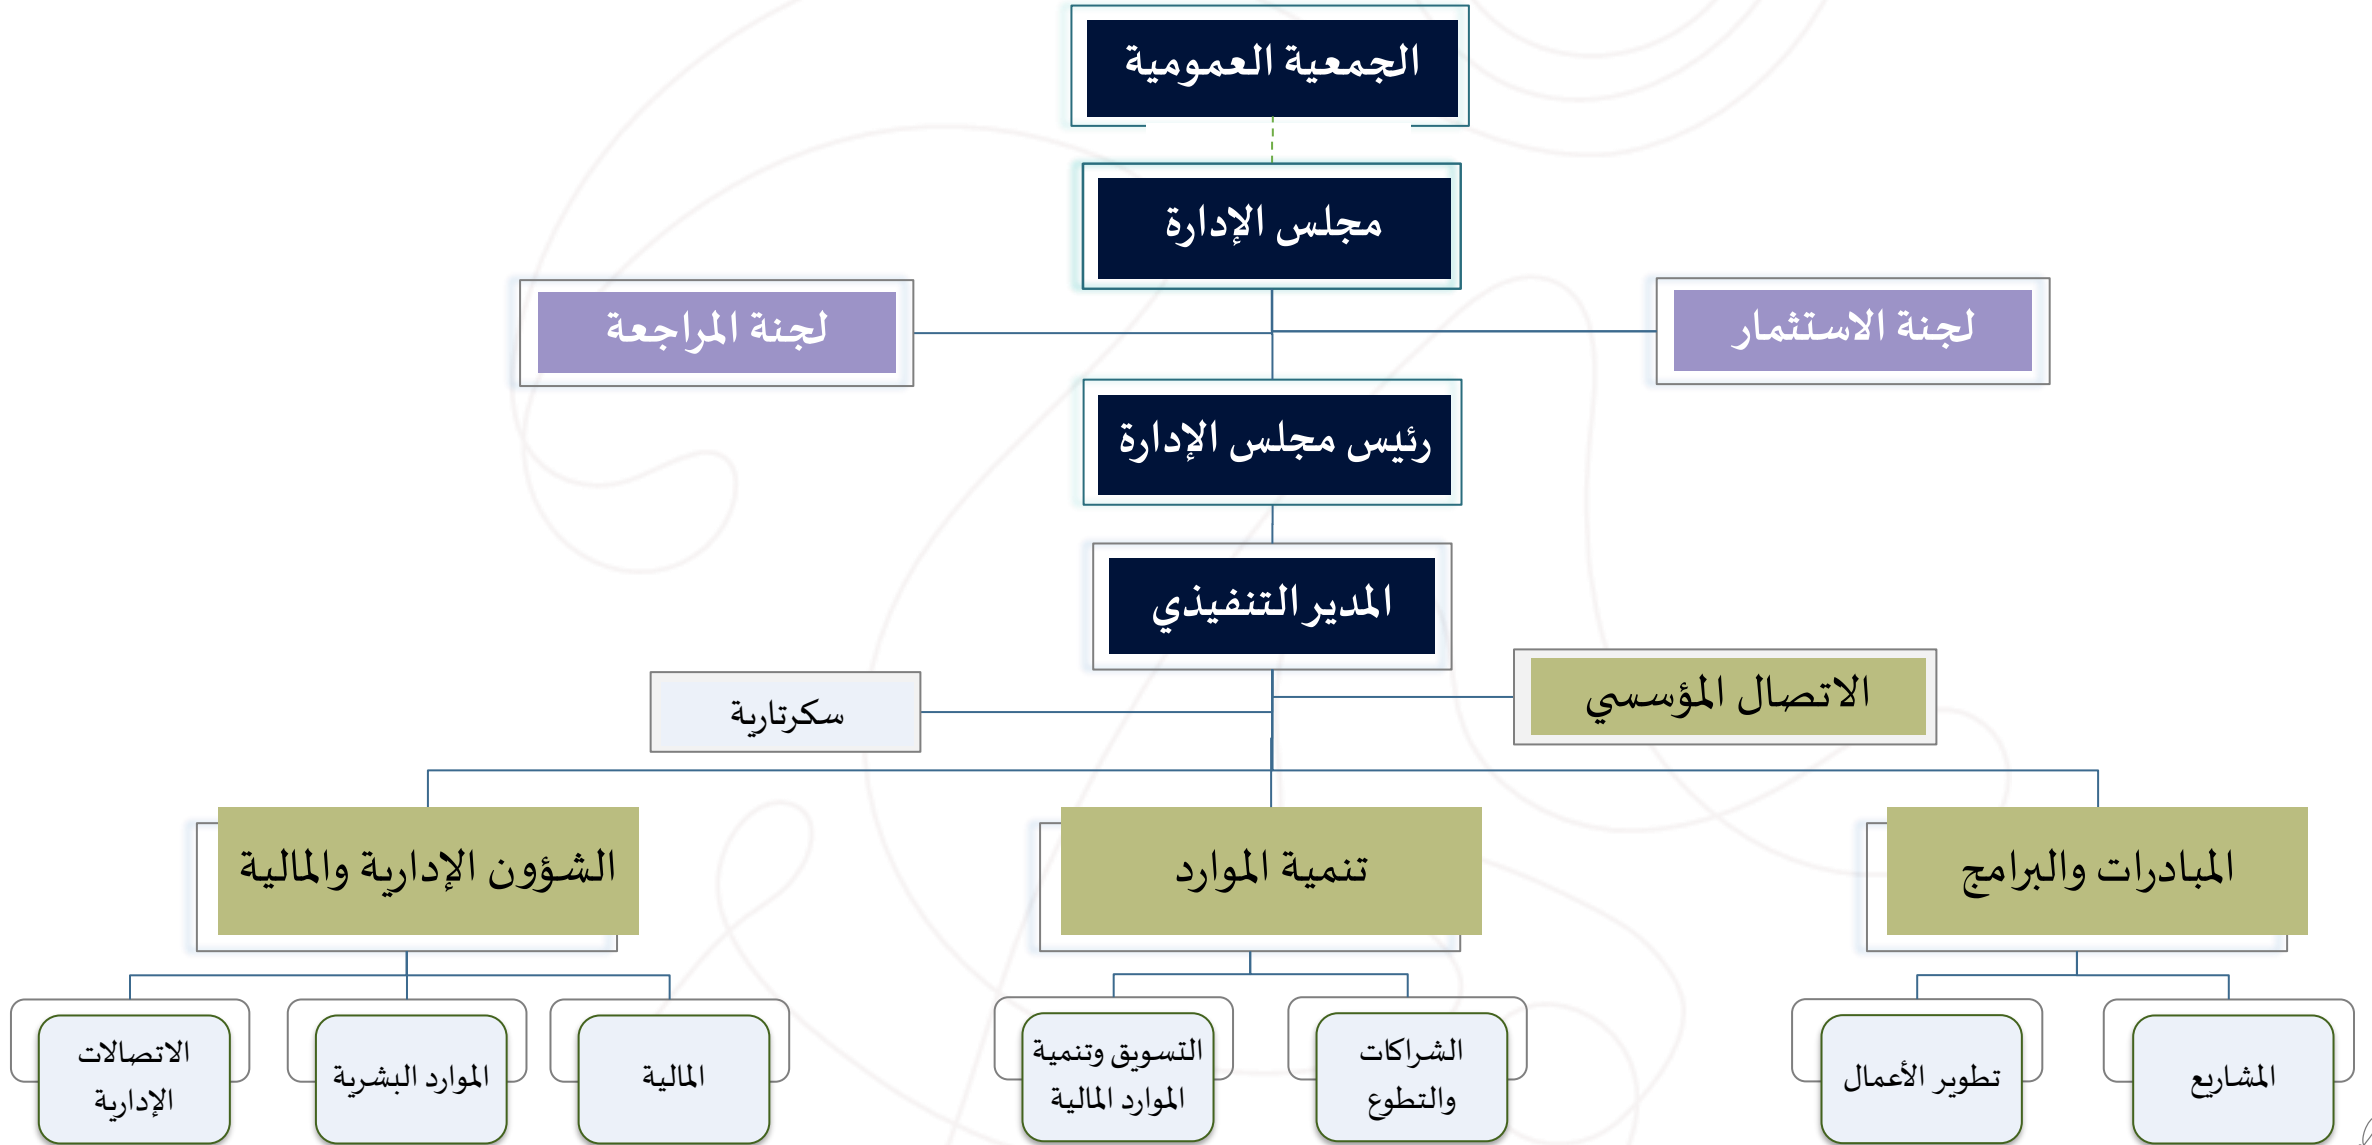 الجمعية العمومية
مجلس الإدارة
لجنة الاستثمار
لجنة المراجعة
رئيس مجلس الإدارة
المدير التنفيذي
الاتصال المؤسسي
سكرتارية
المبادرات والبرامج
تنمية الموارد
الشؤون الإدارية والمالية
المشاريع
تطوير الأعمال
الشراكات
والتطوع
التسويق وتنمية
الموارد المالية
المالية
الموارد البشرية
الاتصالات
الإدارية